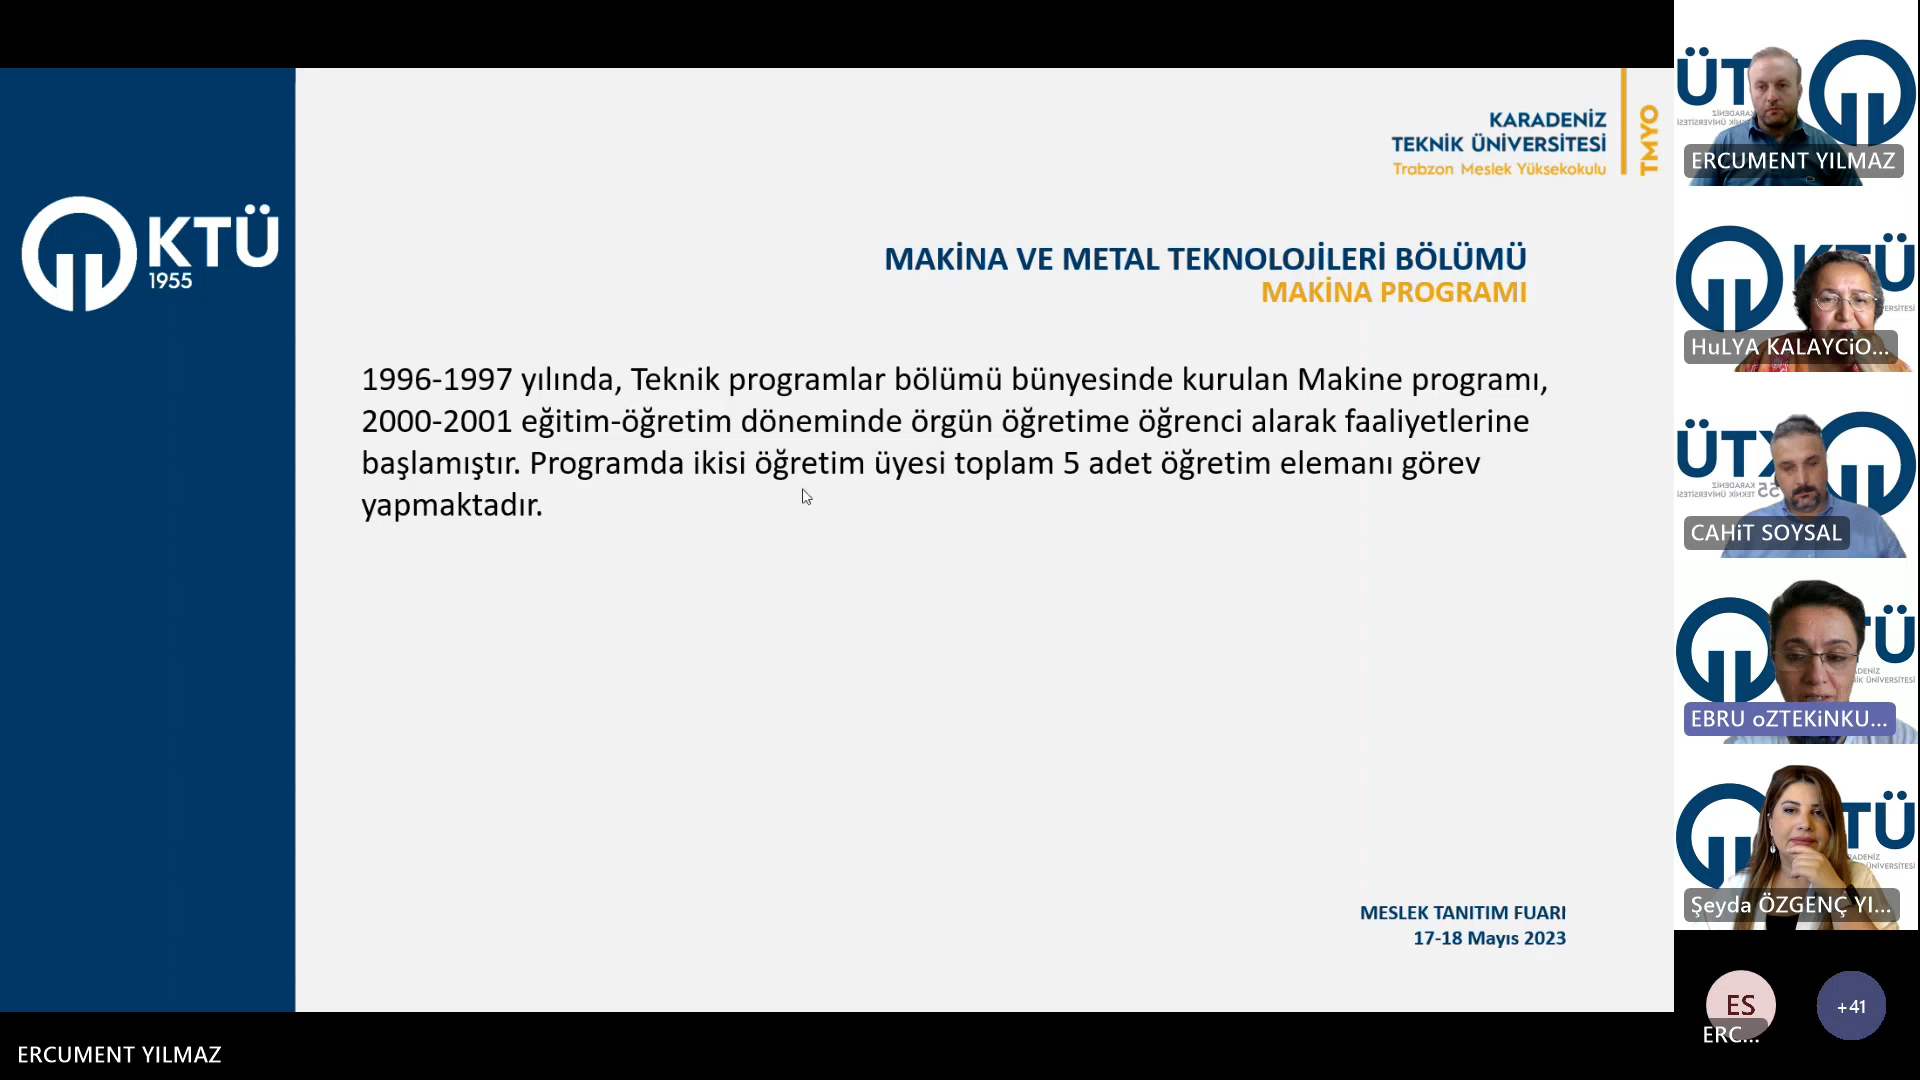 KTÜ
1955
KARADENİZ
TEKNİK ÜNİVERSİTESİ
Trabzon Meslek Yüksekokulu
TMYO
MAKİNA VE METAL TEKNOLOJİLERİ BÖLÜMÜ
MAKİNA PROGRAMI
1996-1997 yılında, Teknik programlar bölümü bünyesinde kurulan Makine programı,
2000-2001 eğitim-öğretim döneminde örgün öğretime öğrenci alarak faaliyetlerine
başlamıştır. Programda ikisi öğretim üyesi toplam 5 adet öğretim elemanı görev
yapmaktadır.
MESLEK TANITIM FUARI
17-18 Mayıs 2023
ERCUMENT YILMAZ
ERCUMENT YILMAZ
HuLYA KALAYCiO...
CAHiT SOYSAL
EBRU oZTEKiNKU...
Şeyda ÖZGENÇ YI...
ES
ERC...
+41